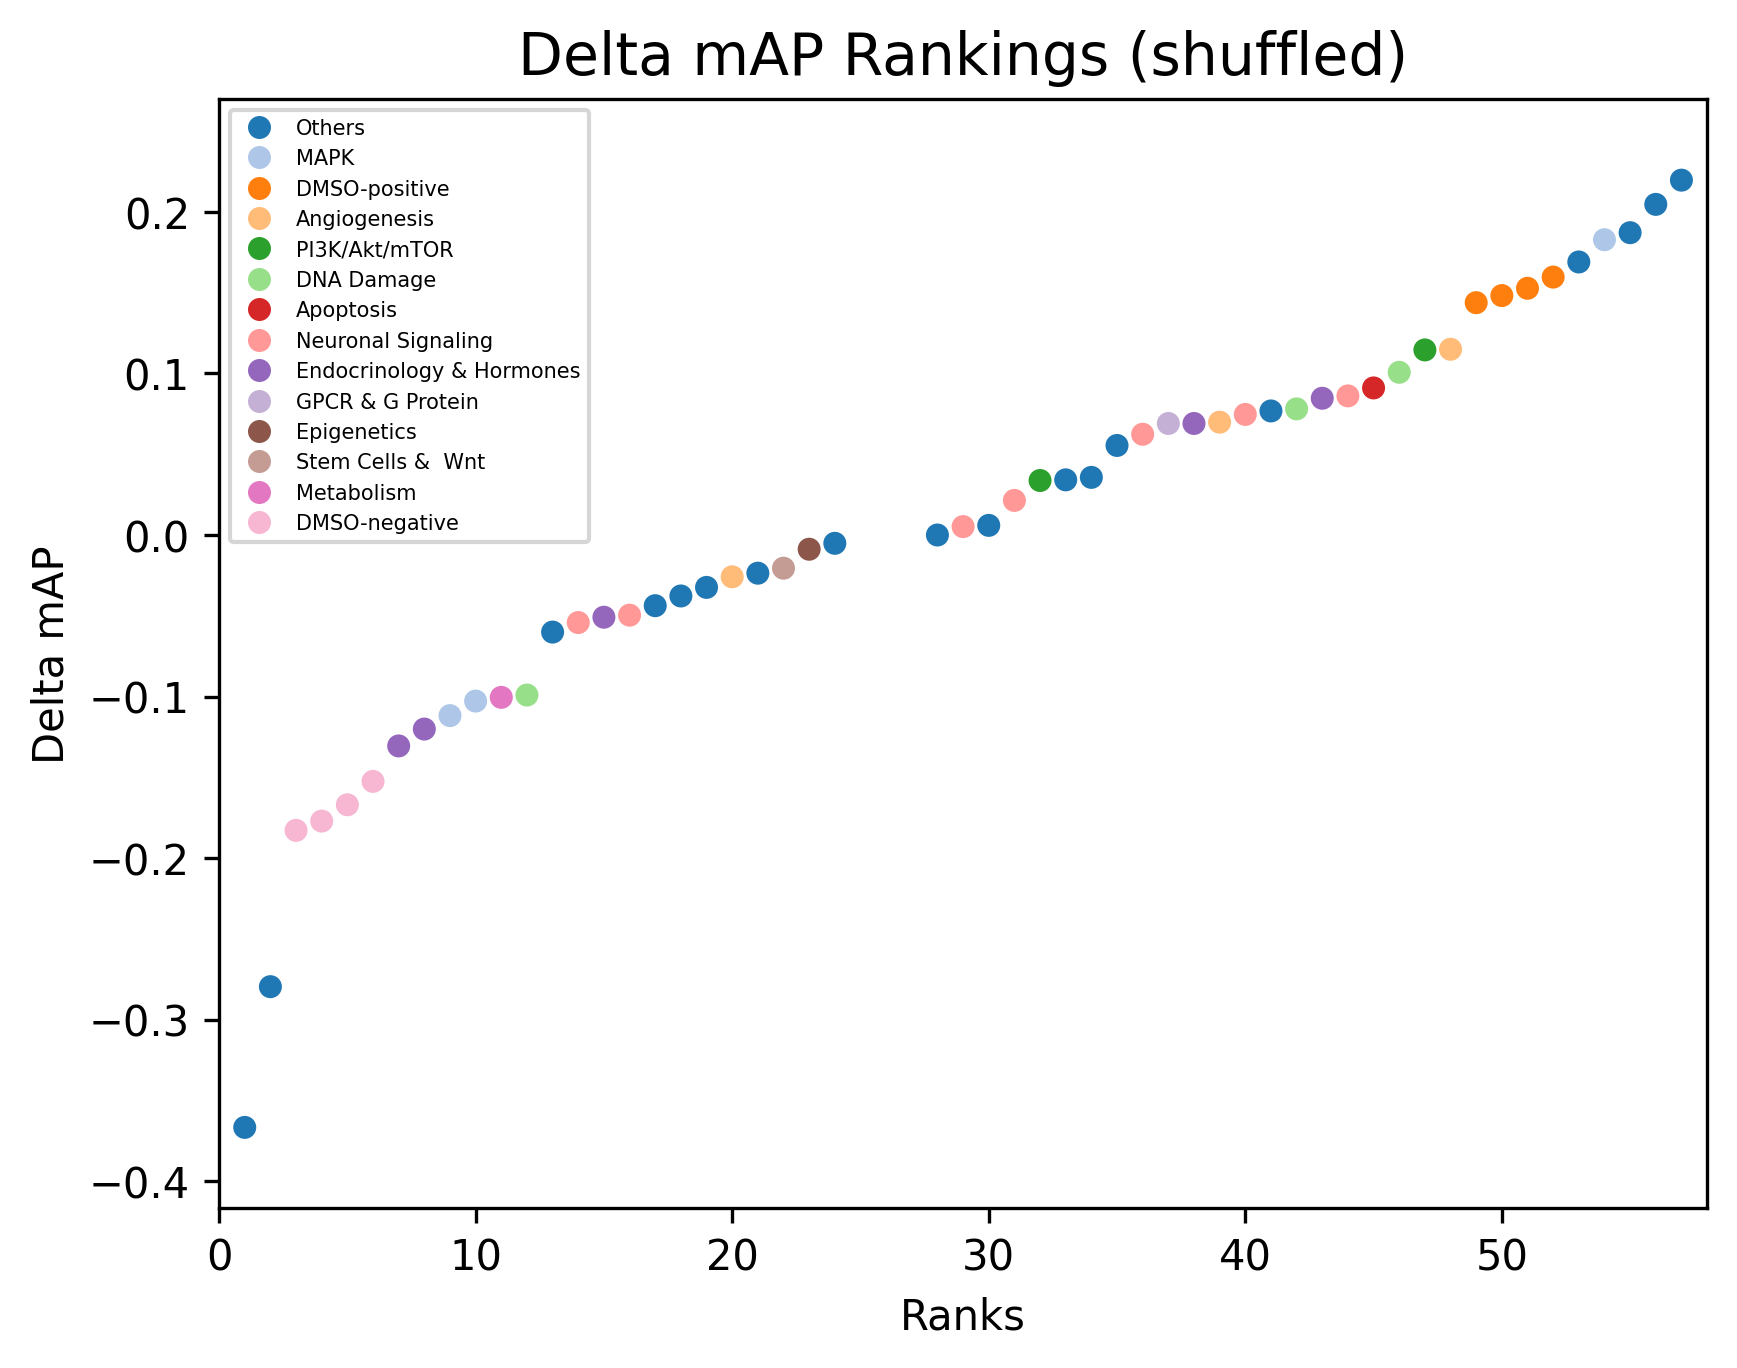 Delta mAP Rankings (shuffled)
Others
MAPK
DMSO-positive
Angiogenesis
PI3K/Akt/mTOR
DNA Damage
Apoptosis
Neuronal Signaling
Endocrinology & Hormones
GPCR & G Protein
Epigenetics
Stem Cells &  Wnt
Metabolism
DMSO-negative
Delta mAP
0.2
0.1
0.0
−0.1
−0.2
−0.3
−0.4
0 10 20 30 40 50
Ranks